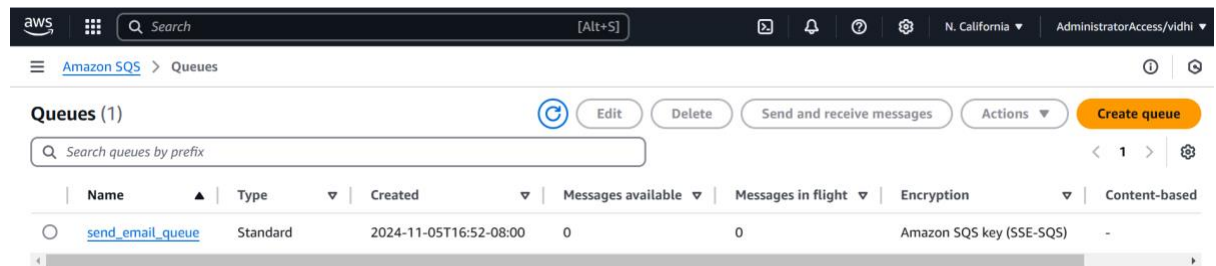 aws Search [Alt+S] N. California AdministratorAccess/vidhi
Amazon SQS > Queues
Queues (1) Edit Delete Send and receive messages Actions Create queue
Search queues by prefix < 1 >
Name Type Created Messages available Messages in flight Encryption Content-based
send_email_queue Standard 2024-11-05T16:52-08:00 0 0 Amazon SQS key (SSE-SQS) -